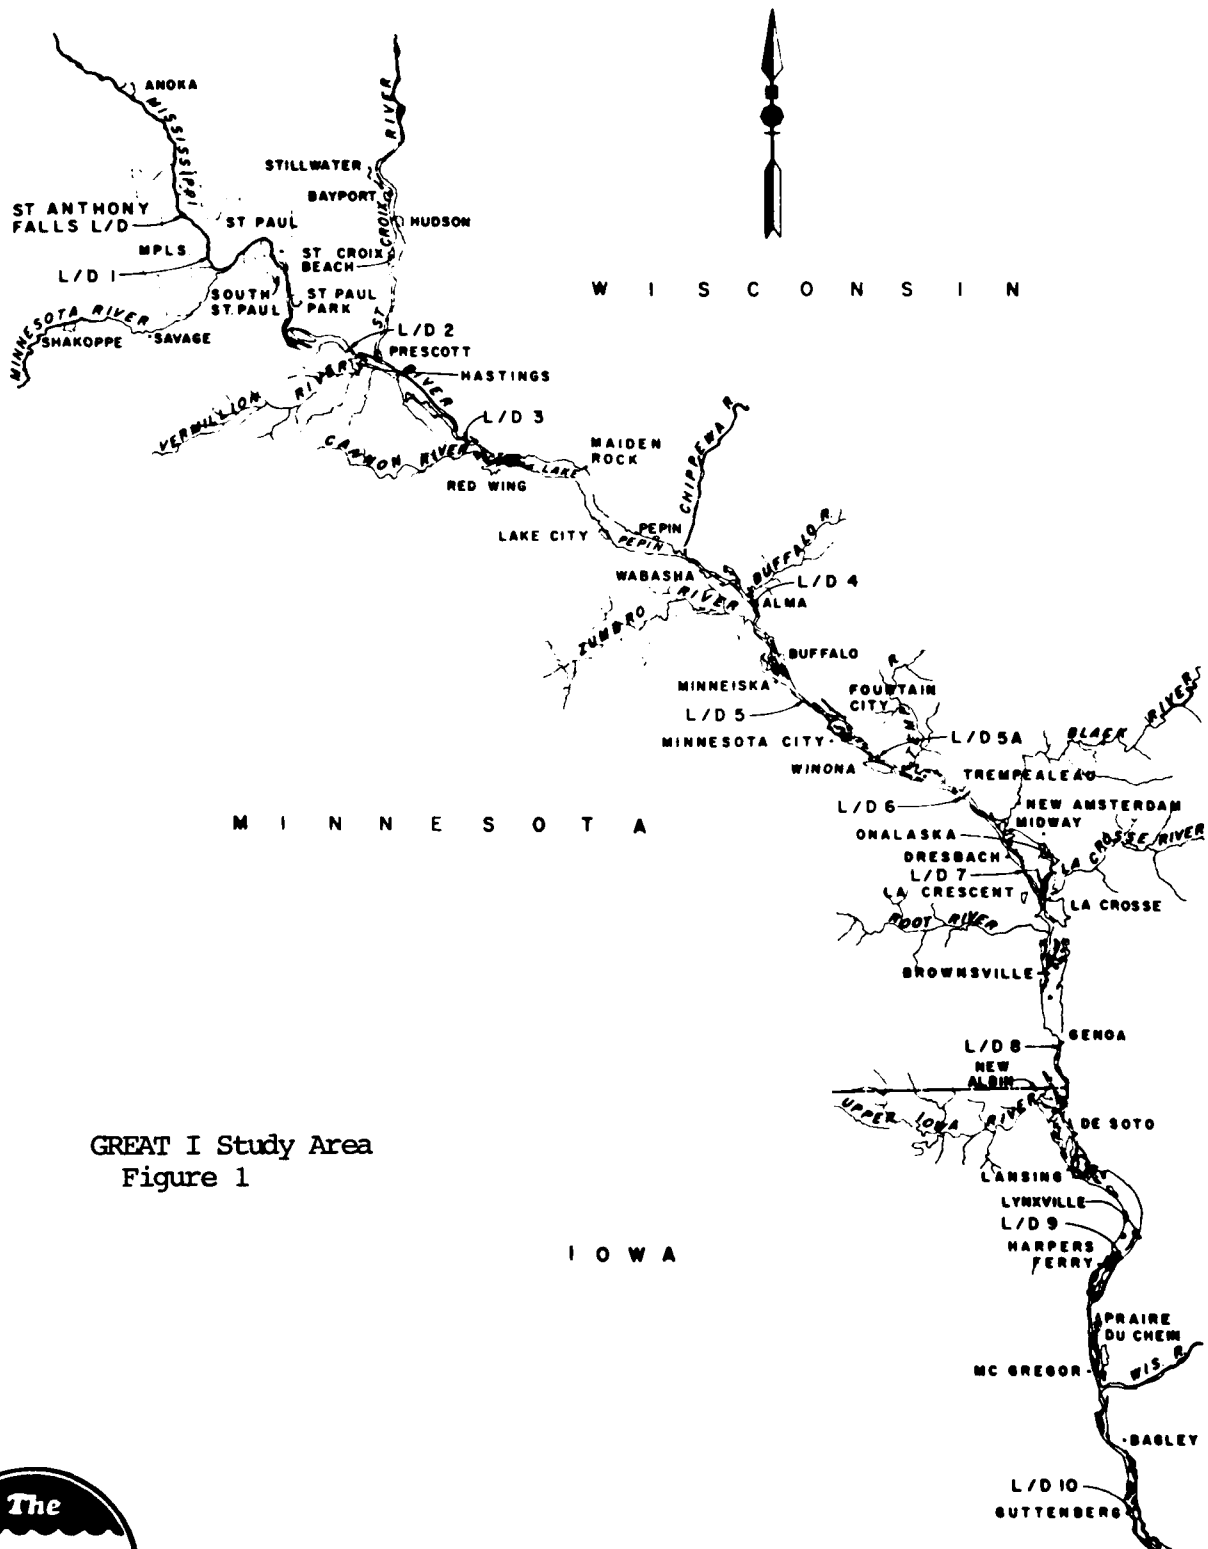 ANOKA
MISSISSIPPI
RIVER
STILLWATER
BAYPORT
ST ANTHONY
FALLS L/D
ST PAUL
ST CROIX
HUDSON
MPLS
ST CROIX
BEACH
L/D 1
SOUTH
ST. PAUL
ST PAUL
PARK
W I S C O N S I N
MINNESOTA RIVER
SHAKOPPE
SAVAGE
L/D 2
PRESCOTT
HASTINGS
RIVER
VERMILLION RIVER
L/D 3
CANNON RIVER
MAIDEN
ROCK
LAKE
RED WING
CHIPPEWA R.
LAKE CITY
PEPIN
PEPIN
BUFFALO R.
WABASHA
L/D 4
ALMA
ZUMBRO RIVER
BUFFALO
MINNEISKA
FOUNTAIN
CITY
L/D 5
BLACK RIVER
MINNESOTA CITY
L/D 5A
WINONA
TREMPEALEAU
L/D 6
NEW AMSTERDAM
MIDWAY
M I N N E S O T A
ONALASKA
LA CROSSE RIVER
DRESBACH
L/D 7
LA CRESCENT
LA CROSSE
ROOT RIVER
BROWNSVILLE
GENOA
L/D 8
NEW
ALBIN
UPPER IOWA RIVER
DE SOTO
GREAT I Study Area
Figure 1
LANSING
LYNXVILLE
L/D 9
HARPERS
FERRY
I O W A
PRAIRE
DU CHEIN
MC GREGOR
WIS. R.
BAGLEY
L/D 10
GUTTENBERG
The